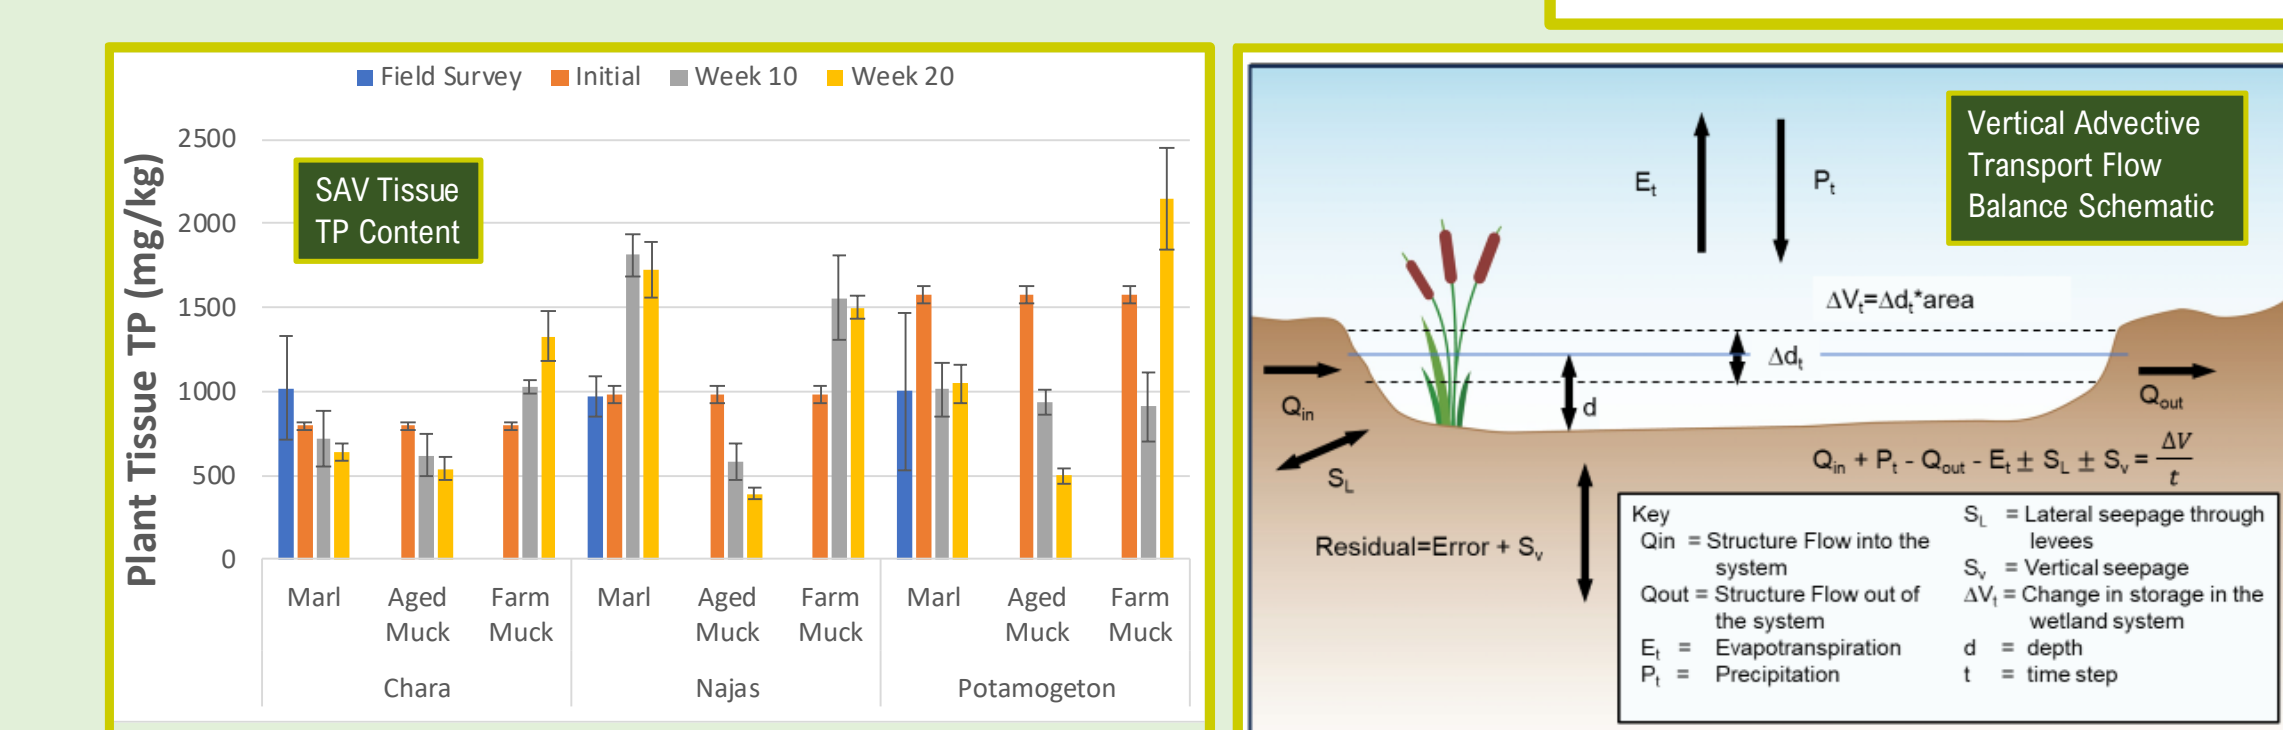 Field Survey Initial Week 10 Week 20
Plant Tissue TP (mg/kg)
2500
2000
1500
1000
500
0
SAV Tissue
TP Content
Marl Aged Muck Farm Muck Marl Aged Muck Farm Muck Marl Aged Muck Farm Muck
Chara Najas Potamogeton
Vertical Advective
Transport Flow
Balance Schematic
Et
Pt
ΔVt=Δdt*area
Δdt
d
Qin
Qout
SL
Qin + Pt - Qout - Et ± SL ± Sv = ΔV/t
Residual=Error + Sv
Key
Qin = Structure Flow into the
system
Qout = Structure Flow out of
the system
Et = Evapotranspiration
Pt = Precipitation
SL = Lateral seepage through
levees
Sv = Vertical seepage
ΔVt = Change in storage in the
wetland system
d = depth
t = time step